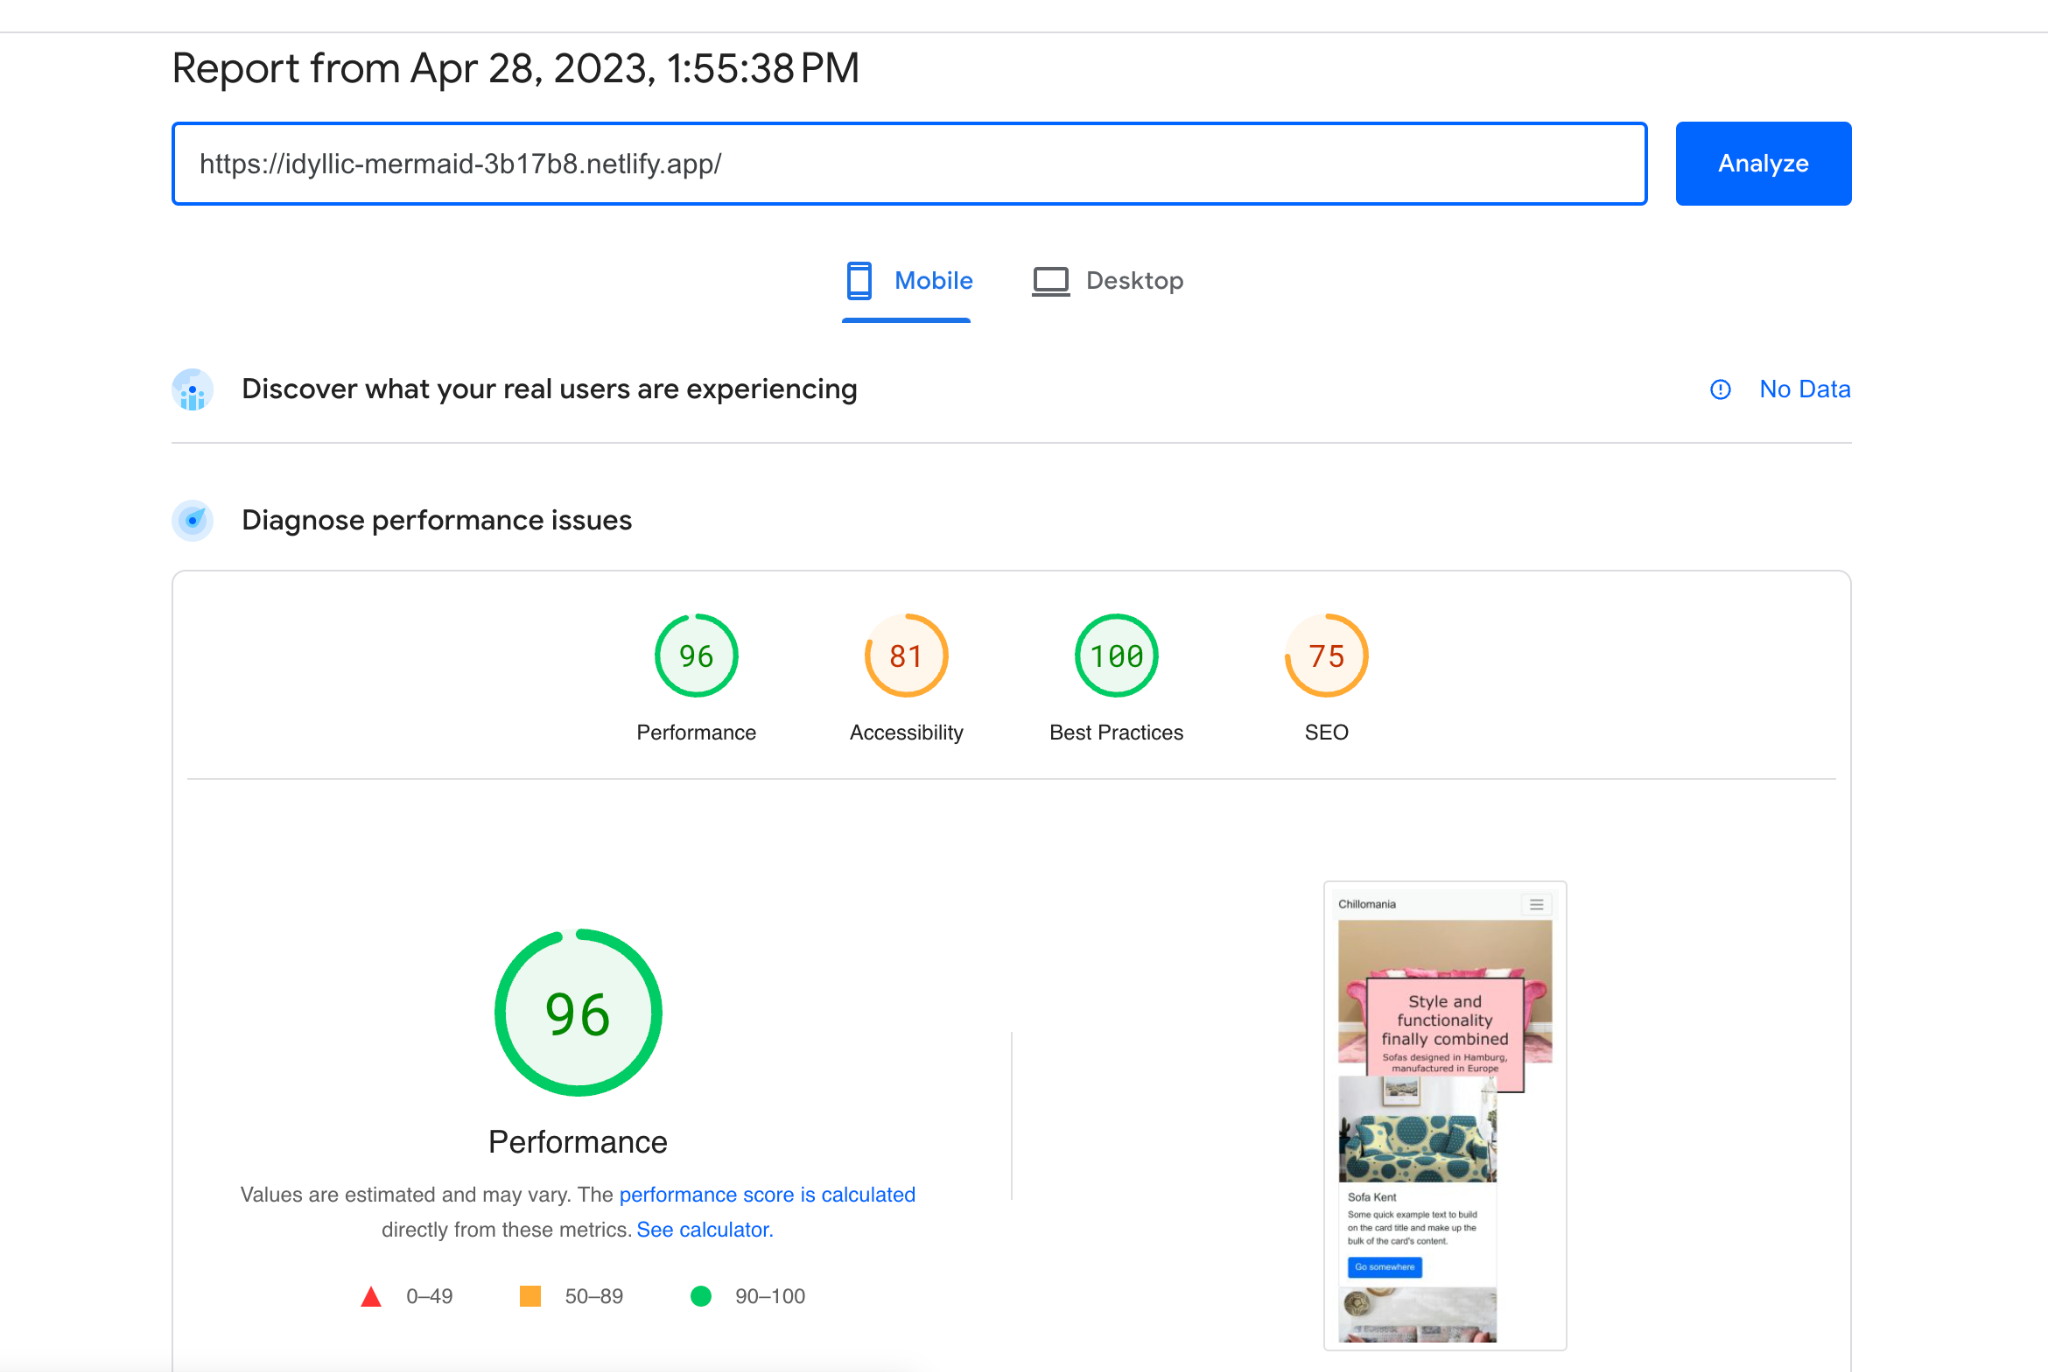 Report from Apr 28, 2023, 1:55:38 PM
https://idyllic-mermaid-3b17b8.netlify.app/
Analyze
Mobile
Desktop
Discover what your real users are experiencing
No Data
Diagnose performance issues
96
81
100
75
Performance
Accessibility
Best Practices
SEO
96
Performance
Values are estimated and may vary. The performance score is calculated
directly from these metrics. See calculator.
0–49
50–89
90–100
Chillomania
Style and
functionality
finally combined
Sofas designed in Hamburg,
manufactured in Europe
Sofa Kent
Some quick example text to build
on the card title and make up the
bulk of the card's content.
Go somewhere